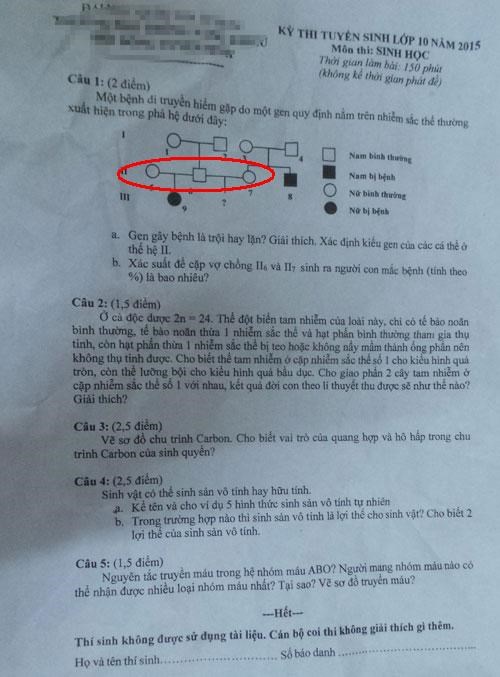 KỲ THI TUYỂN SINH LỚP 10 NĂM 2015
Môn thi: SINH HỌC
Thời gian làm bài: 150 phút
(không kể thời gian phát đề)
Câu 1: (2 điểm)
Một bệnh di truyền hiếm gặp do một gen quy định nằm trên nhiễm sắc thể thường
xuất hiện trong phả hệ dưới đây:
I
1
3
4
Nam bình thường
II
5
6
7
8
Nam bị bệnh
Nữ bình thường
III
9
?
Nữ bị bệnh
a. Gen gây bệnh là trội hay lặn? Giải thích. Xác định kiểu gen của các cá thể ở
thế hệ II.
b. Xác suất để cặp vợ chồng II6 và II7 sinh ra người con mắc bệnh (tính theo
%) là bao nhiêu?
Câu 2: (1,5 điểm)
Ở cà độc dược 2n = 24. Thể đột biến tam nhiễm của loài này, chỉ có tế bào noãn
bình thường, tế bào noãn thừa 1 nhiễm sắc thể và hạt phấn bình thường tham gia thụ
tinh, còn hạt phấn thừa 1 nhiễm sắc thể bị teo hoặc không nẩy mầm thành ống phấn nên
không thụ tinh được. Cho biết thể tam nhiễm ở cặp nhiễm sắc thể số 1 cho kiểu hình quả
tròn, còn thể lưỡng bội cho kiểu hình quả bầu dục. Cho giao phấn 2 cây tam nhiễm ở
cặp nhiễm sắc thể số 1 với nhau, kết quả đời con theo lí thuyết thu được sẽ như thế nào?
Giải thích?
Câu 3: (2,5 điểm)
Vẽ sơ đồ chu trình Carbon. Cho biết vai trò của quang hợp và hô hấp trong chu
trình Carbon của sinh quyển?
Câu 4: (2,5 điểm)
Sinh vật có thể sinh sản vô tính hay hữu tính.
a. Kể tên và cho ví dụ 5 hình thức sinh sản vô tính tự nhiên
b. Trong trường hợp nào thì sinh sản vô tính là lợi thế cho sinh vật? Cho biết 2
lợi thế của sinh sản vô tính.
Câu 5: (1,5 điểm)
Nguyên tắc truyền máu trong hệ nhóm máu ABO? Người mang nhóm máu nào có
thể nhận được nhiều loại nhóm máu nhất? Tại sao? Vẽ sơ đồ truyền máu?
---Hết---
Thí sinh không được sử dụng tài liệu. Cán bộ coi thi không giải thích gì thêm.
Họ và tên thí sinh........................ Số báo danh ........................